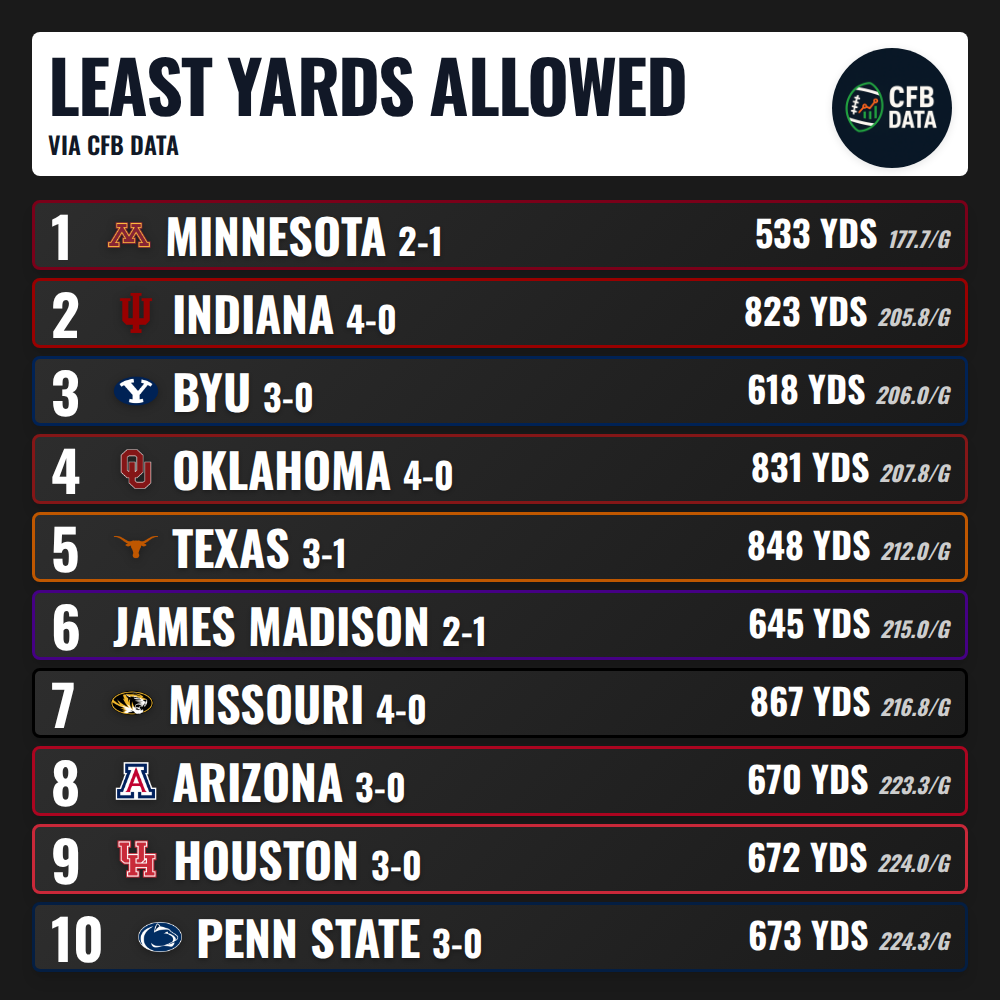 LEAST YARDS ALLOWED
VIA CFB DATA
CFB
DATA
1 MINNESOTA 2-1 533 YDS 177.7/G
2 INDIANA 4-0 823 YDS 205.8/G
3 BYU 3-0 618 YDS 206.0/G
4 OKLAHOMA 4-0 831 YDS 207.8/G
5 TEXAS 3-1 848 YDS 212.0/G
6 JAMES MADISON 2-1 645 YDS 215.0/G
7 MISSOURI 4-0 867 YDS 216.8/G
8 ARIZONA 3-0 670 YDS 223.3/G
9 HOUSTON 3-0 672 YDS 224.0/G
10 PENN STATE 3-0 673 YDS 224.3/G